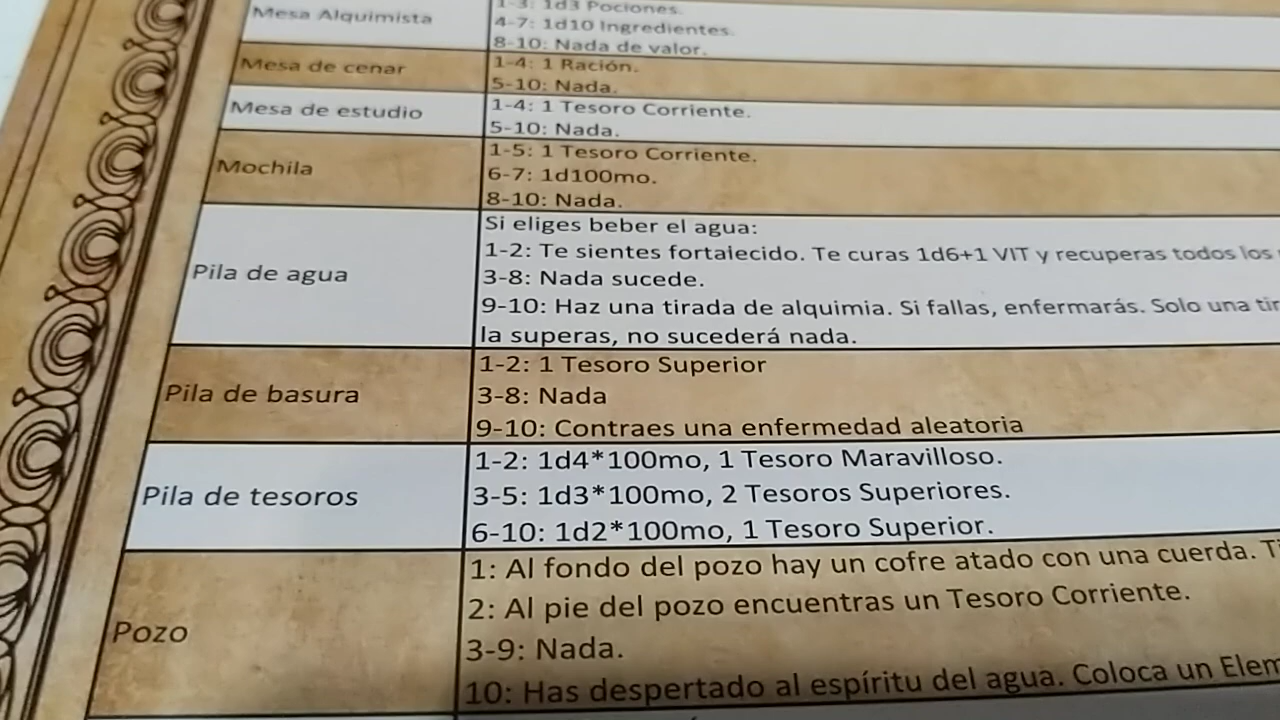 Mesa Alquimista
1-3: 1d3 Pociones.
4-7: 1d10 Ingredientes.
8-10: Nada de valor.
Mesa de cenar
1-4: 1 Ración.
5-10: Nada.
Mesa de estudio
1-4: 1 Tesoro Corriente.
5-10: Nada.
Mochila
1-5: 1 Tesoro Corriente.
6-7: 1d100mo.
8-10: Nada.
Pila de agua
Si eliges beber el agua:
1-2: Te sientes fortalecido. Te curas 1d6+1 VIT y recuperas todos los
3-8: Nada sucede.
9-10: Haz una tirada de alquimia. Si fallas, enfermarás. Solo una
la superas, no sucederá nada.
Pila de basura
1-2: 1 Tesoro Superior
3-8: Nada
9-10: Contraes una enfermedad aleatoria
Pila de tesoros
1-2: 1d4*100mo, 1 Tesoro Maravilloso.
3-5: 1d3*100mo, 2 Tesoros Superiores.
6-10: 1d2*100mo, 1 Tesoro Superior.
Pozo
1: Al fondo del pozo hay un cofre atado con una cuerda.
2: Al pie del pozo encuentras un Tesoro Corriente.
3-9: Nada.
10: Has despertado al espíritu del agua. Coloca un